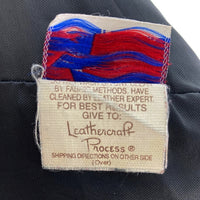 BY FABRIC METHODS. HAVE
CLEANED BY LEATHER EXPERT.
FOR BEST RESULTS
GIVE TO:
Leathercraft
PROCESS®
SHIPPING DIRECTIONS ON OTHER SIDE
(Over)